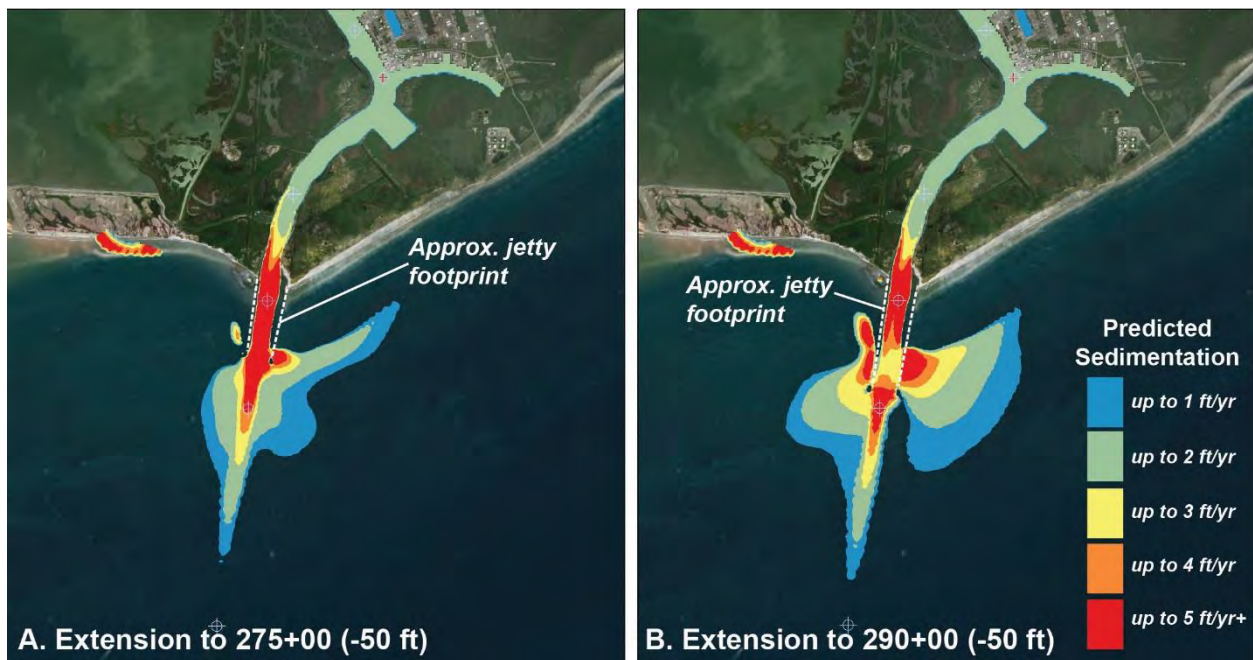 Approx. jetty
footprint
A. Extension to 275+00 (-50 ft)
Approx. jetty
footprint
Predicted
Sedimentation
up to 1 ft/yr
up to 2 ft/yr
up to 3 ft/yr
up to 4 ft/yr
up to 5 ft/yr+
B. Extension to 290+00 (-50 ft)